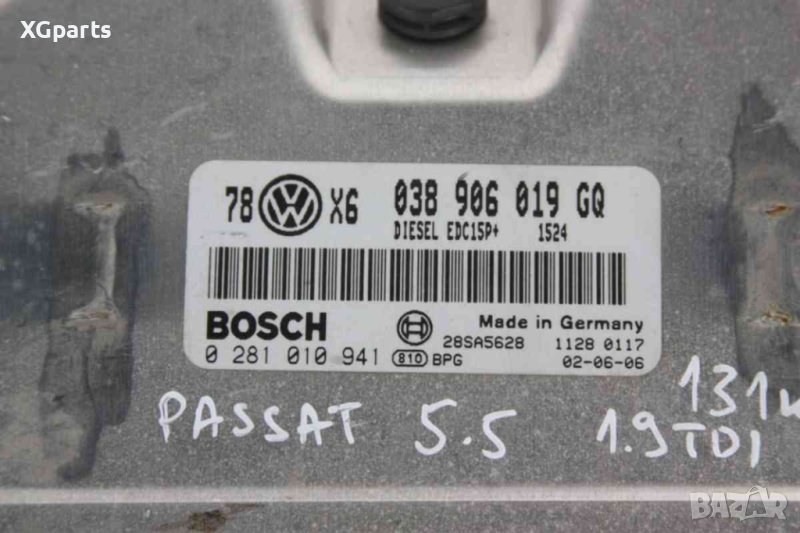 XGparts
78 X6 038 906 019 GQ
DIESEL EDC15P+ 1524
BOSCH
Made in Germany
28SA5628 1128 0117
0 281 010 941 810 BPG 02-06-06
PASSAT 5.5 1.9TDI
131
BAZAR